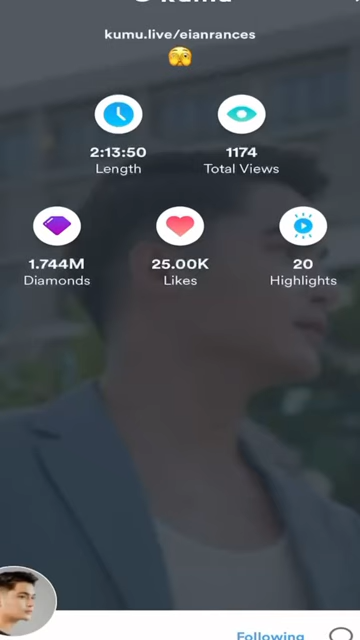 kumu
kumu.live/eianrances
2:13:50
Length
1174
Total Views
1.744M
Diamonds
25.00K
Likes
20
Highlights
Following